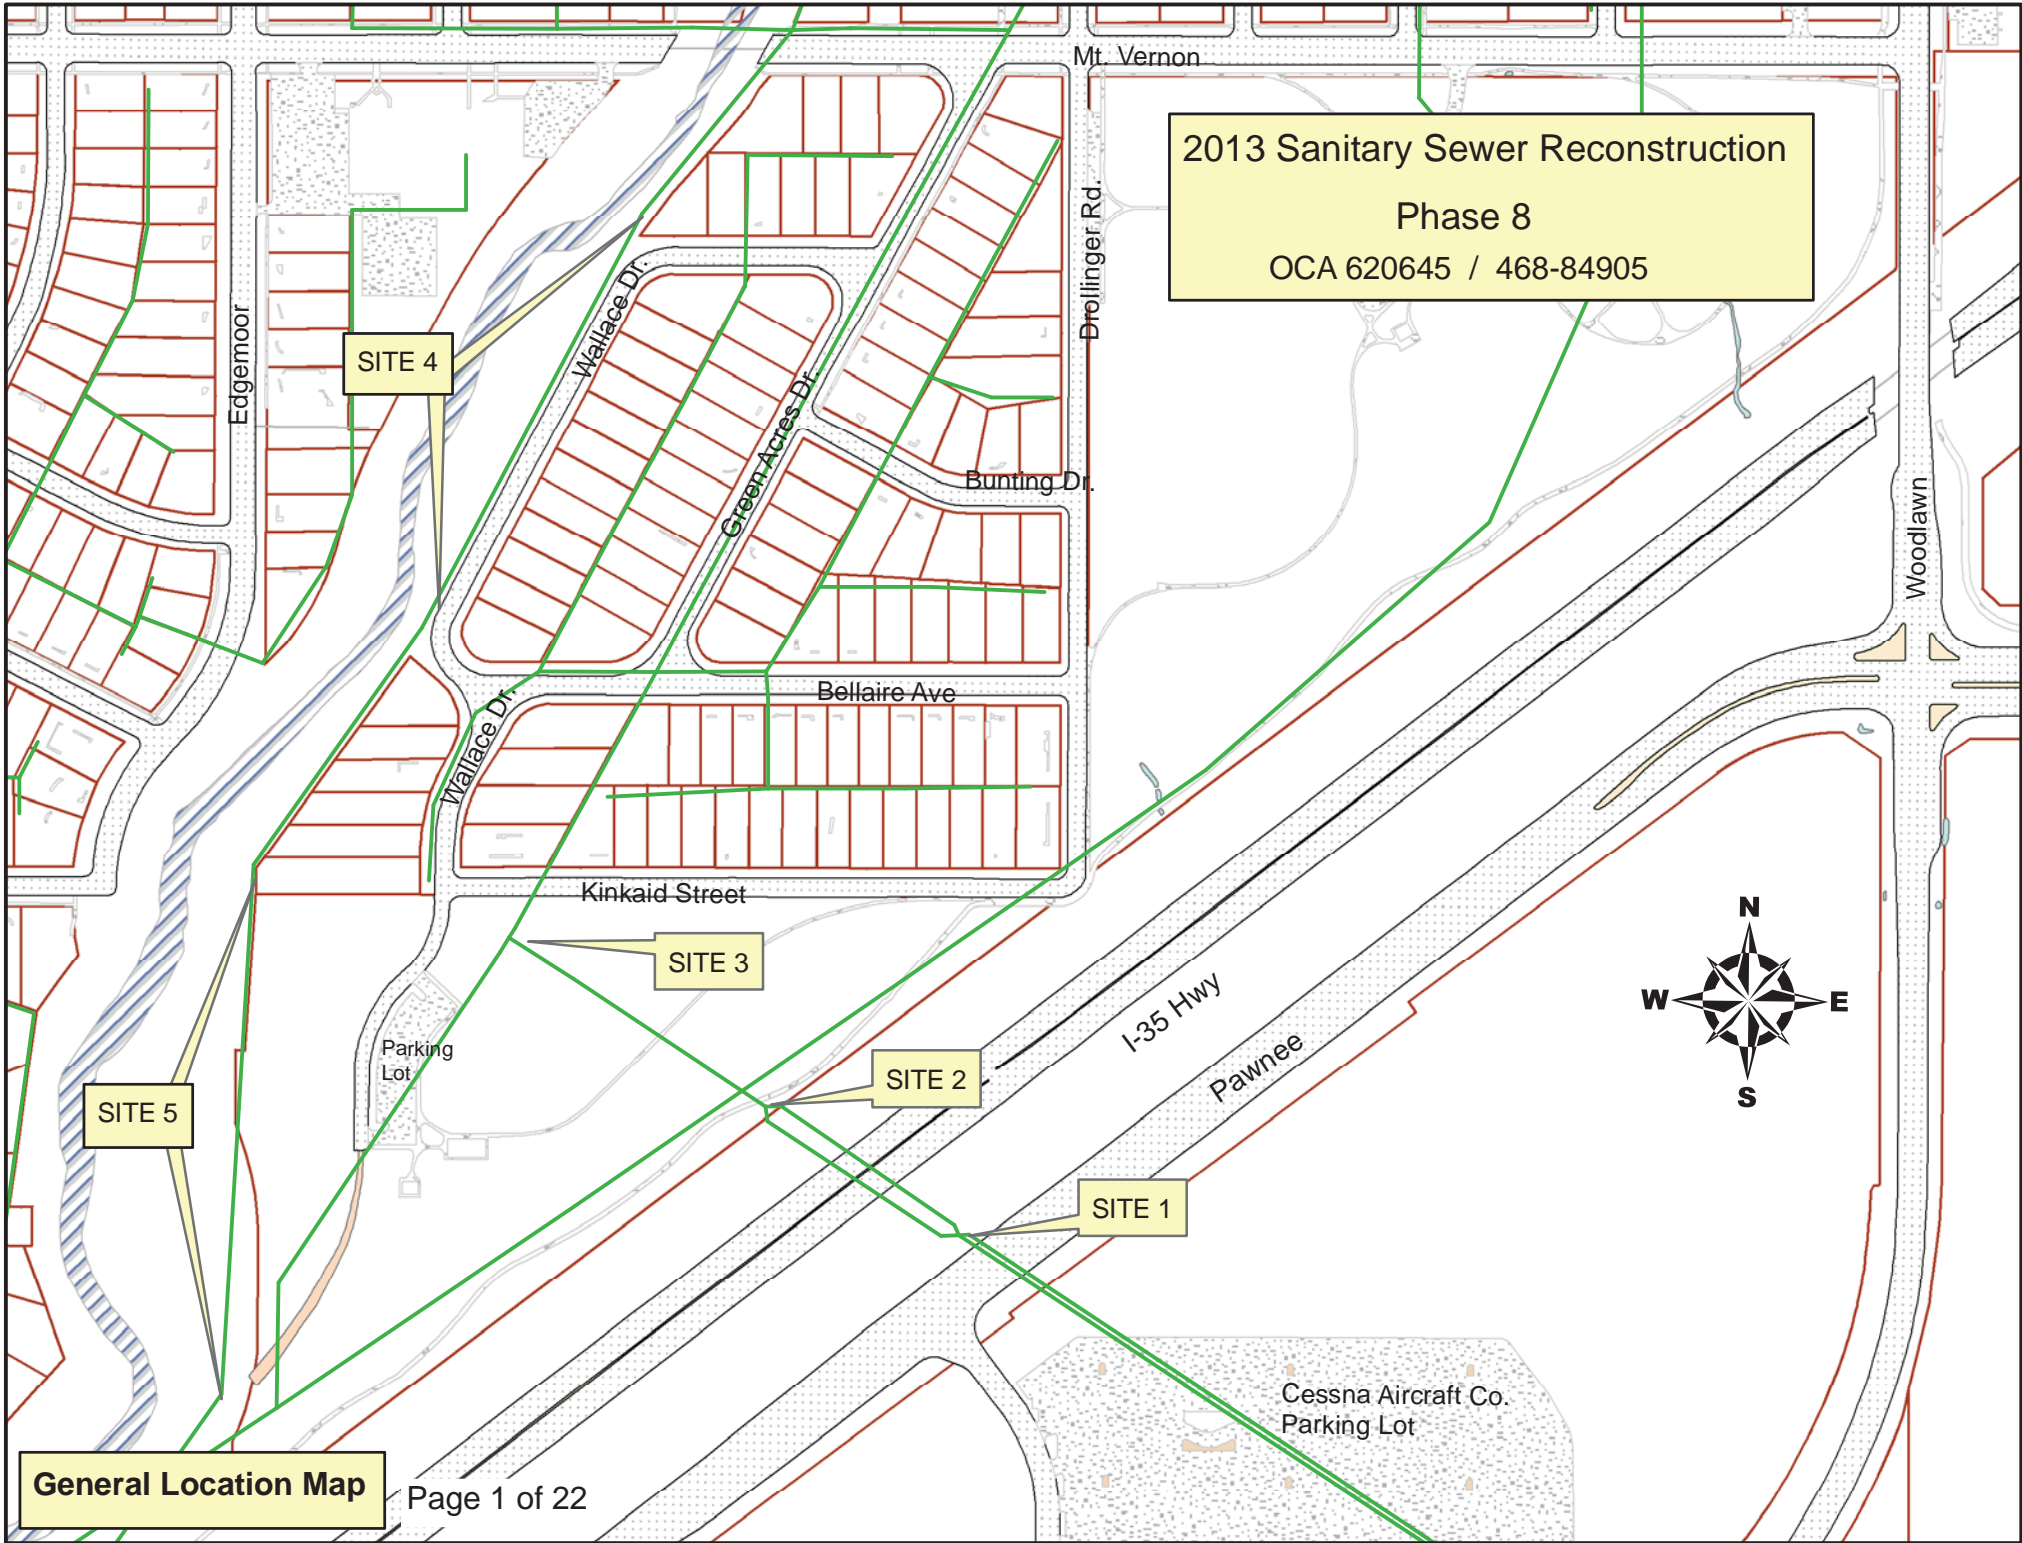 Mt. Vernon
2013 Sanitary Sewer Reconstruction
Phase 8
OCA 620645 / 468-84905
Drollinger Rd.
Wallace Dr.
Edgemoor
SITE 4
Green Acres Dr.
Bunting Dr.
Woodlawn
Bellaire Ave
Wallace Dr.
Kinkaid Street
SITE 3
N
W
E
S
I-35 Hwy
Parking
Lot
Pawnee
SITE 2
SITE 5
SITE 1
Cessna Aircraft Co.
Parking Lot
General Location Map
Page 1 of 22